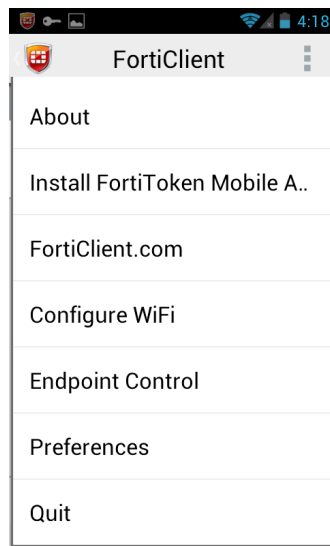 4:18
FortiClient
About
Install FortiToken Mobile A..
FortiClient.com
Configure WiFi
Endpoint Control
Preferences
Quit